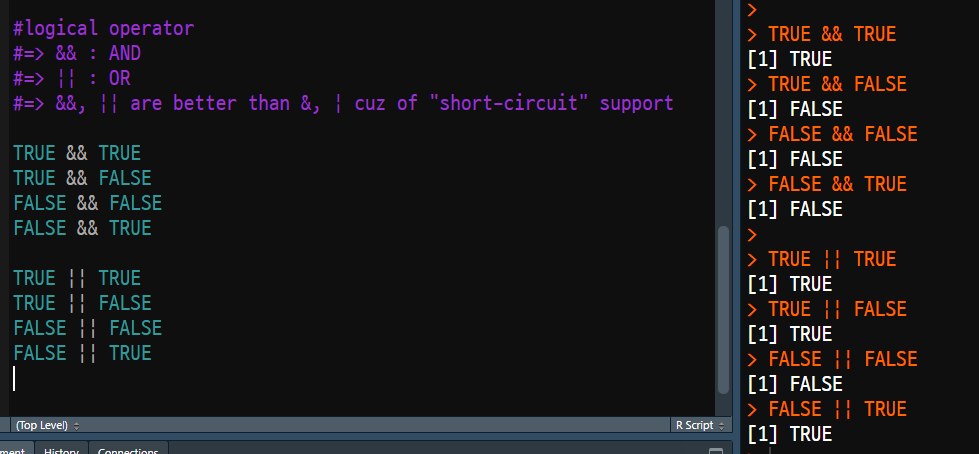 #logical operator
#=> && : AND
#=> || : OR
#=> &&, || are better than &, | cuz of "short-circuit" support
TRUE && TRUE
TRUE && FALSE
FALSE && FALSE
FALSE && TRUE
TRUE || TRUE
TRUE || FALSE
FALSE || FALSE
FALSE || TRUE
(Top Level)
R Script
History
Connections
>
> TRUE && TRUE
[1] TRUE
> TRUE && FALSE
[1] FALSE
> FALSE && FALSE
[1] FALSE
> FALSE && TRUE
[1] FALSE
>
> TRUE || TRUE
[1] TRUE
> TRUE || FALSE
[1] TRUE
> FALSE || FALSE
[1] FALSE
> FALSE || TRUE
[1] TRUE